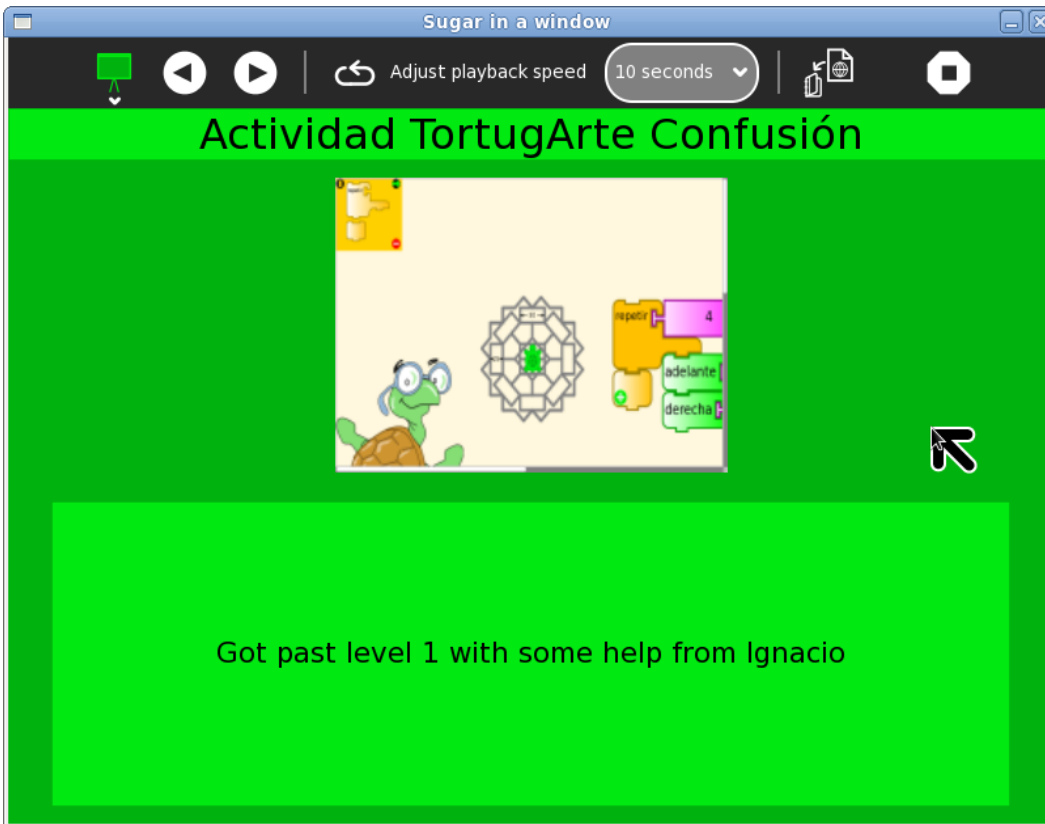 Sugar in a window
Adjust playback speed
10 seconds
Actividad TortugArte Confusión
repetir 4
adelante
derecha
Got past level 1 with some help from Ignacio